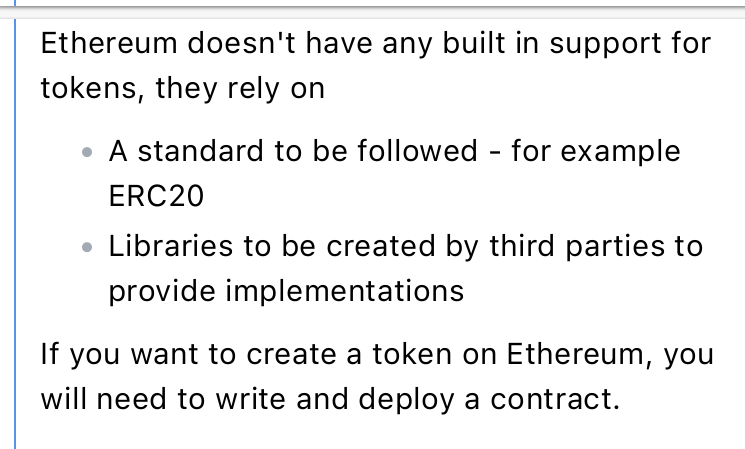 Ethereum doesn't have any built in support for
tokens, they rely on
• A standard to be followed - for example
ERC20
• Libraries to be created by third parties to
provide implementations
If you want to create a token on Ethereum, you
will need to write and deploy a contract.